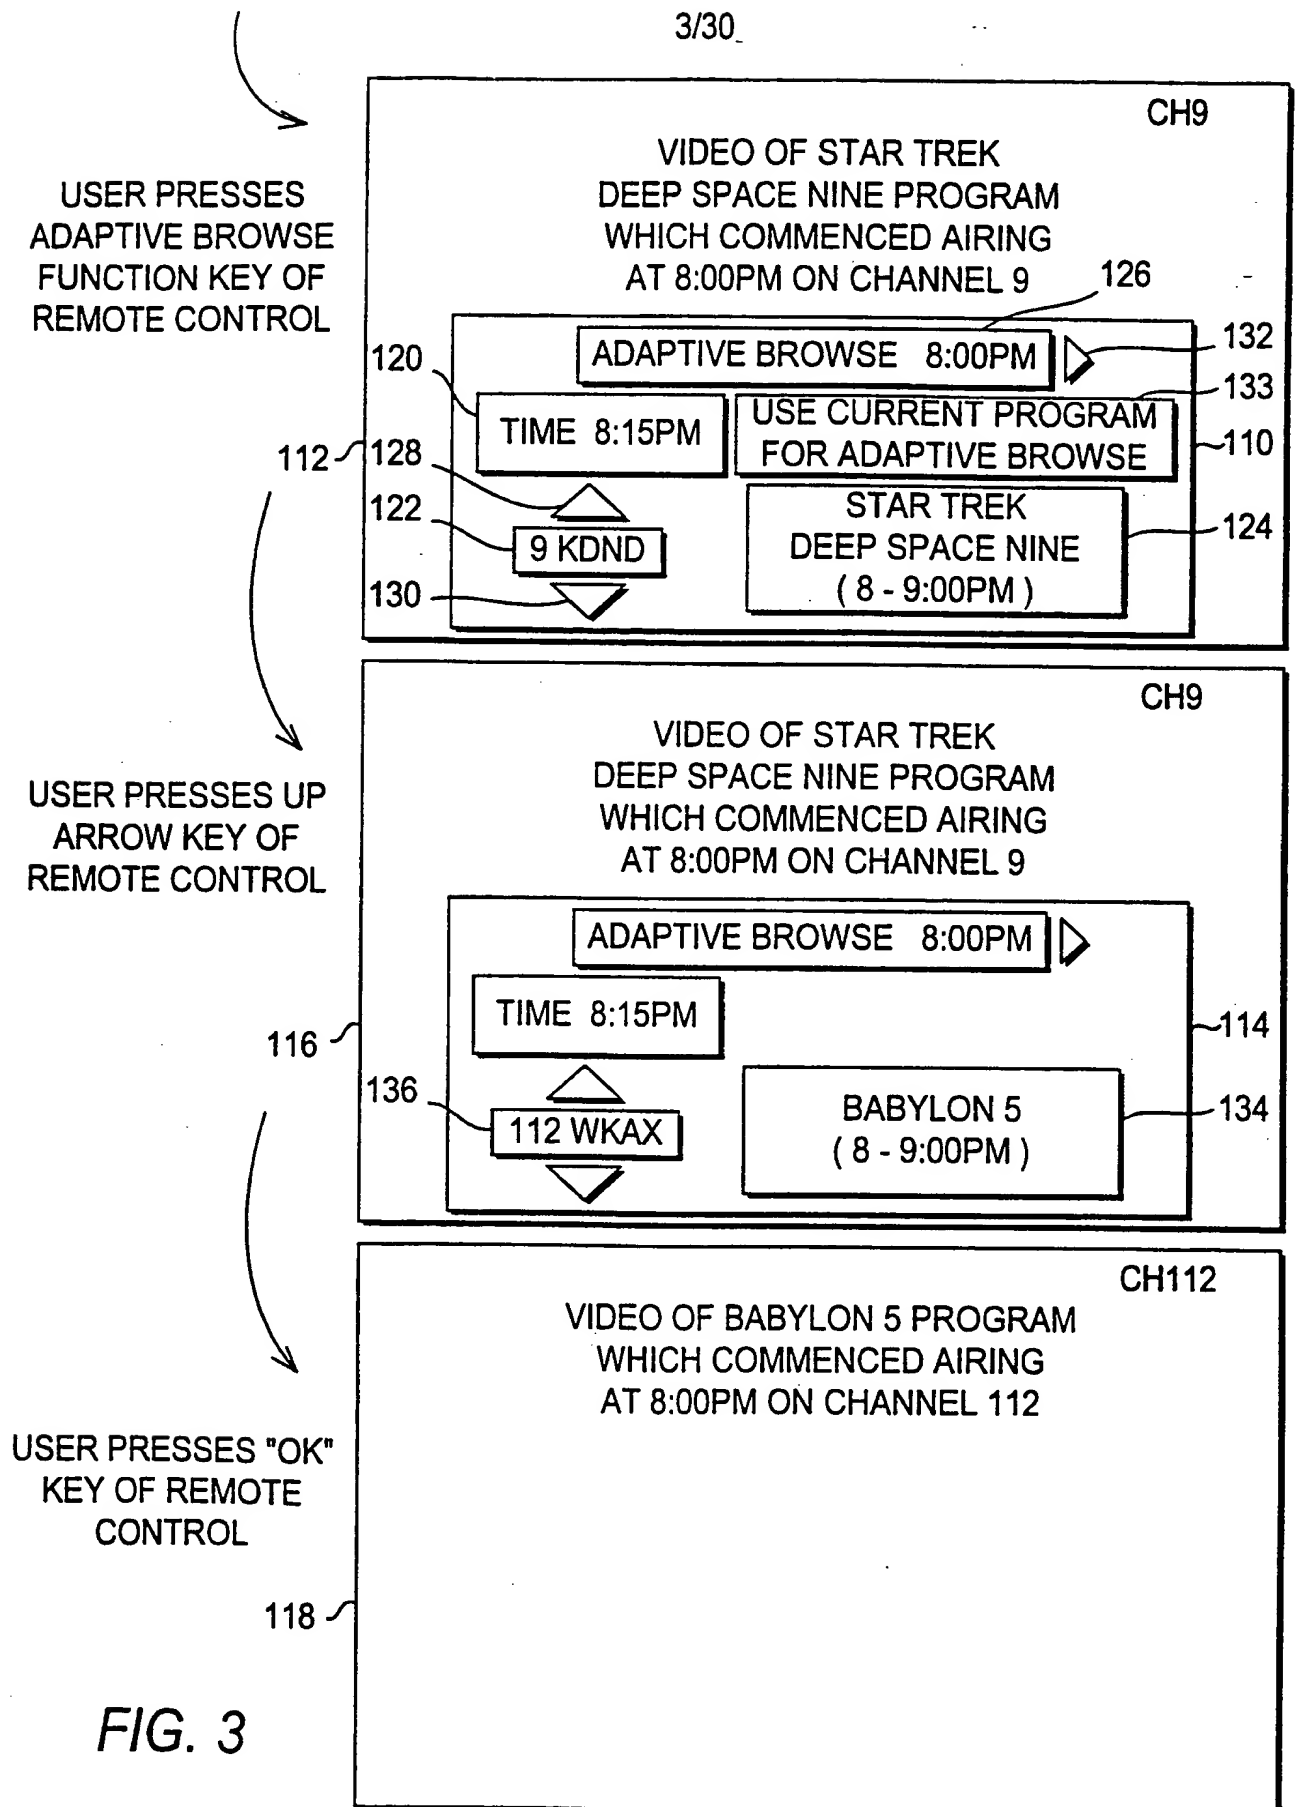 3/30
CH9
VIDEO OF STAR TREK
DEEP SPACE NINE PROGRAM
WHICH COMMENCED AIRING
AT 8:00PM ON CHANNEL 9
USER PRESSES
ADAPTIVE BROWSE
FUNCTION KEY OF
REMOTE CONTROL
126
ADAPTIVE BROWSE 8:00PM
132
120
133
TIME 8:15PM
USE CURRENT PROGRAM
FOR ADAPTIVE BROWSE
112
128
110
122
9 KDND
STAR TREK
DEEP SPACE NINE
( 8 - 9:00PM )
124
130
CH9
VIDEO OF STAR TREK
DEEP SPACE NINE PROGRAM
WHICH COMMENCED AIRING
AT 8:00PM ON CHANNEL 9
USER PRESSES UP
ARROW KEY OF
REMOTE CONTROL
ADAPTIVE BROWSE 8:00PM
TIME 8:15PM
116
114
136
112 WKAX
BABYLON 5
( 8 - 9:00PM )
134
CH112
VIDEO OF BABYLON 5 PROGRAM
WHICH COMMENCED AIRING
AT 8:00PM ON CHANNEL 112
USER PRESSES "OK"
KEY OF REMOTE
CONTROL
118
FIG. 3